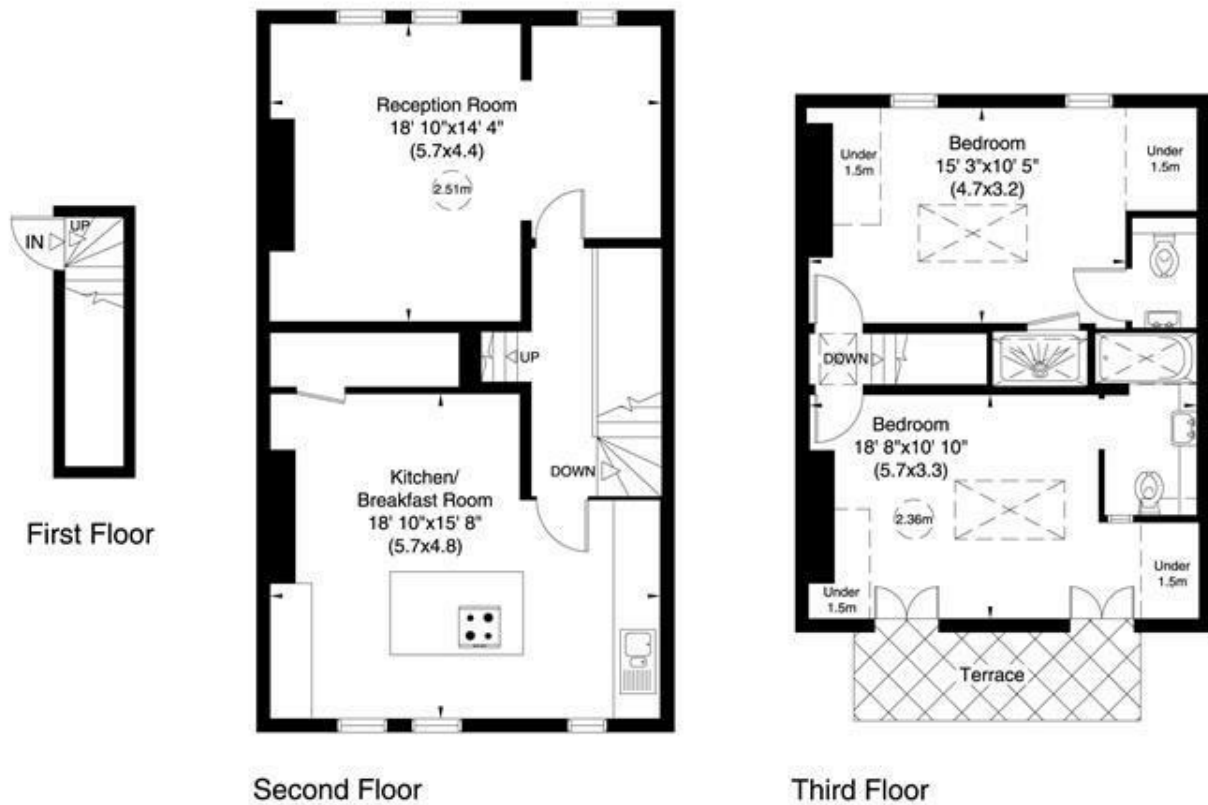 IN
UP
First Floor
Reception Room
18' 10"x14' 4"
(5.7x4.4)
2.51m
UP
DOWN
Kitchen/
Breakfast Room
18' 10"x15' 8"
(5.7x4.8)
Second Floor
Under
1.5m
Bedroom
15' 3"x10' 5"
(4.7x3.2)
Under
1.5m
DOWN
Bedroom
18' 8"x10' 10"
(5.7x3.3)
2.36m
Under
1.5m
Under
1.5m
Terrace
Third Floor